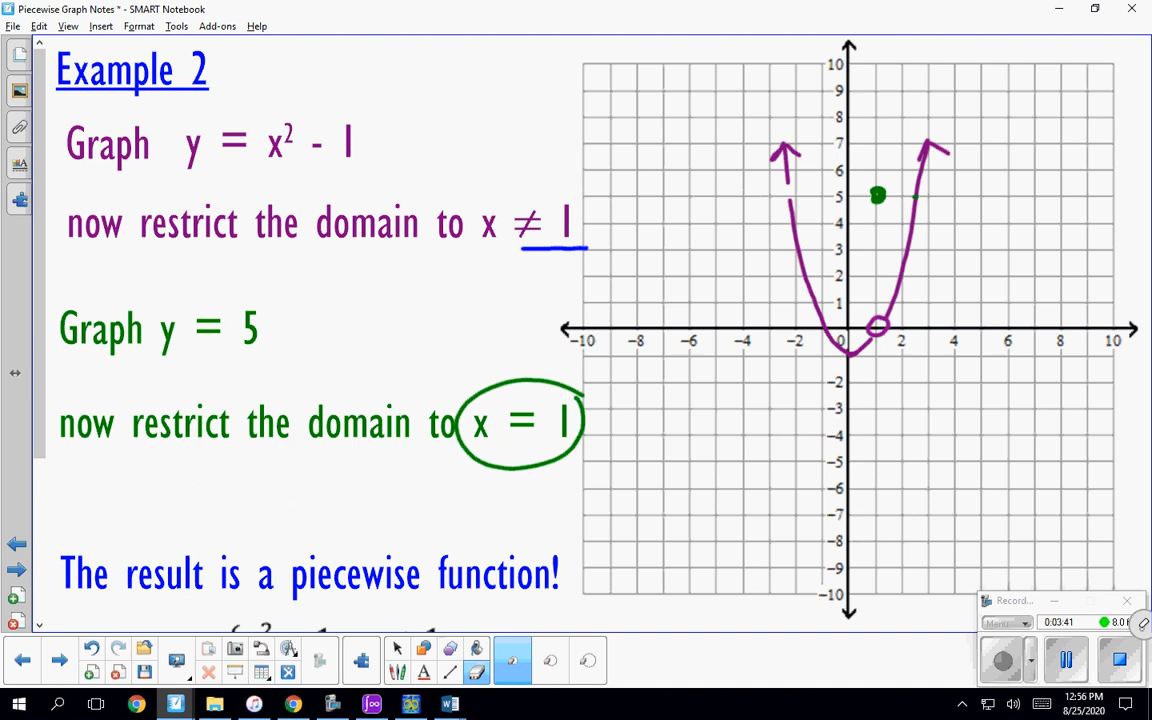 Piecewise Graph Notes * - SMART Notebook
File Edit View Insert Format Tools Add-ons Help
Example 2
Graph y = x² - 1
now restrict the domain to x ≠ 1
Graph y = 5
now restrict the domain to x = 1
The result is a piecewise function!
10
9
8
7
6
5
4
3
2
1
-10 -8 -6 -4 -2 0 2 4 6 8 10
-2
-3
-4
-5
-6
-7
-8
-9
-10
Record...
Menu 0:03:41 8.0
12:56 PM
8/25/2020